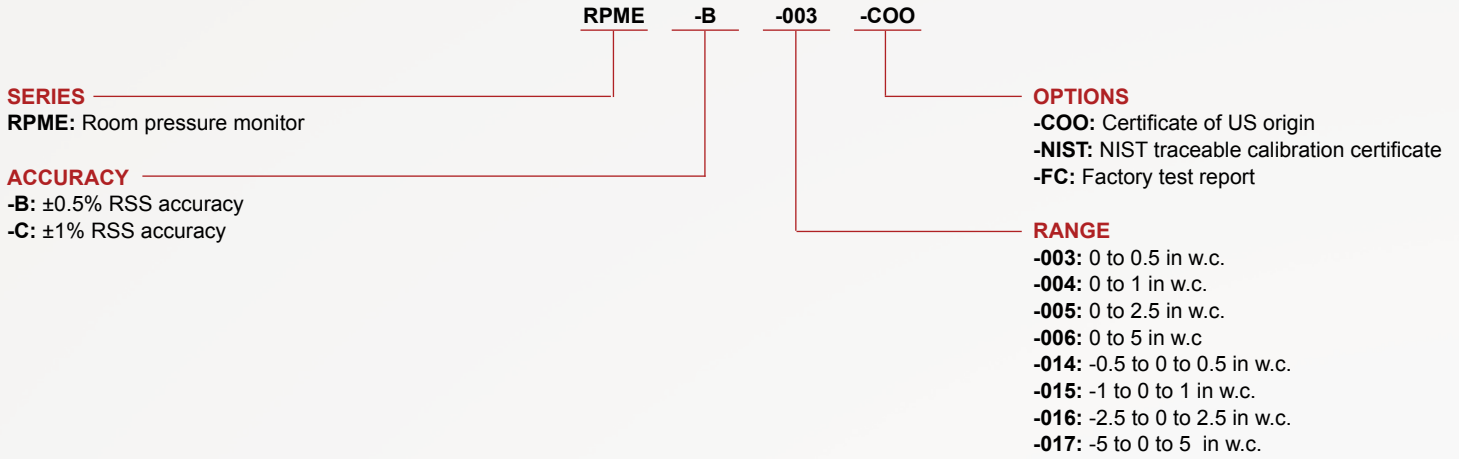 RPME -B -003 -COO
SERIES
RPME: Room pressure monitor
ACCURACY
-B: ±0.5% RSS accuracy
-C: ±1% RSS accuracy
OPTIONS
-COO: Certificate of US origin
-NIST: NIST traceable calibration certificate
-FC: Factory test report
RANGE
-003: 0 to 0.5 in w.c.
-004: 0 to 1 in w.c.
-005: 0 to 2.5 in w.c.
-006: 0 to 5 in w.c
-014: -0.5 to 0 to 0.5 in w.c.
-015: -1 to 0 to 1 in w.c.
-016: -2.5 to 0 to 2.5 in w.c.
-017: -5 to 0 to 5 in w.c.